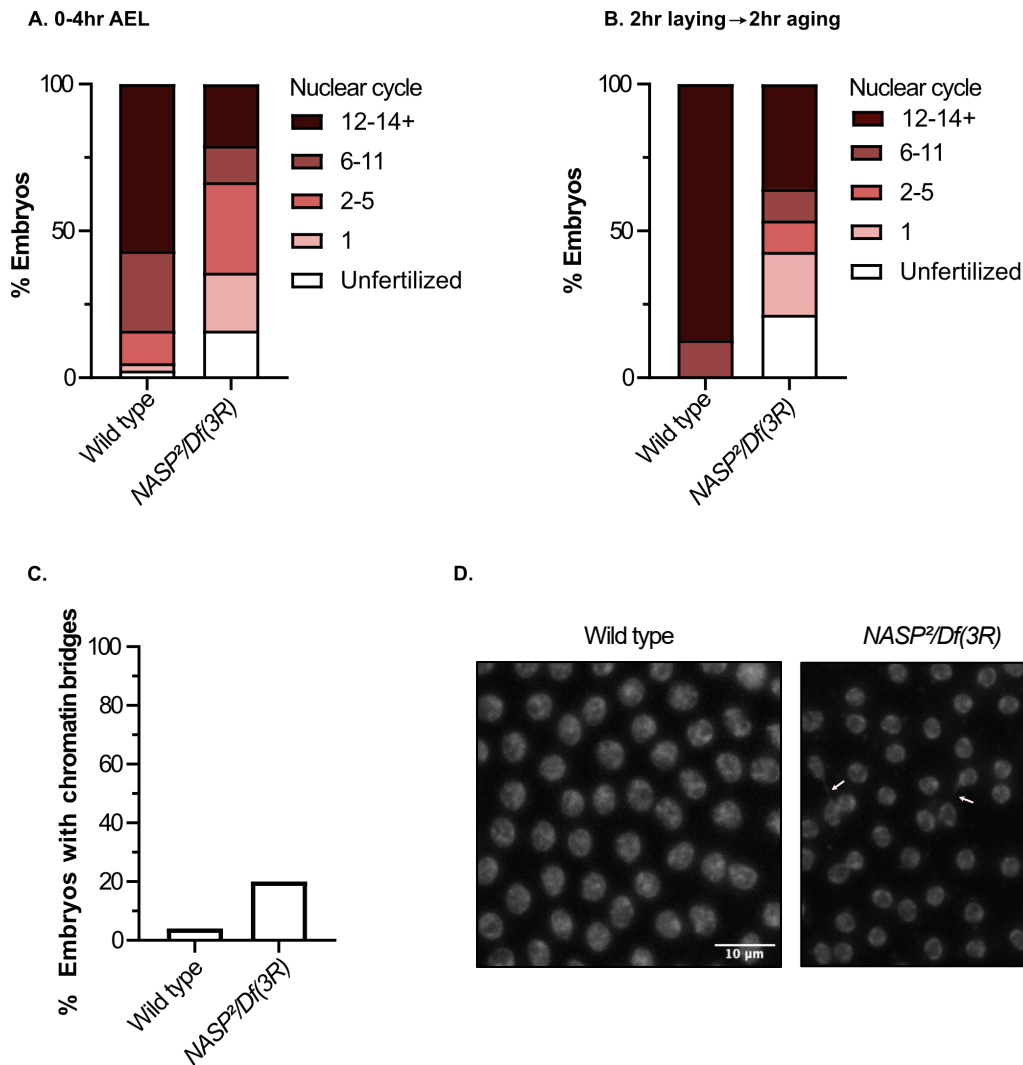 A. 0-4hr AEL
% Embryos
100
50
0
Wild type
NASP²/Df(3R)
Nuclear cycle
12-14+
6-11
2-5
1
Unfertilized
B. 2hr laying→2hr aging
% Embryos
100
50
0
Wild type
NASP²/Df(3R)
Nuclear cycle
12-14+
6-11
2-5
1
Unfertilized
C.
% Embryos with chromatin bridges
100
80
60
40
20
0
Wild type
NASP²/Df(3R)
D.
Wild type
NASP²/Df(3R)
10 µm